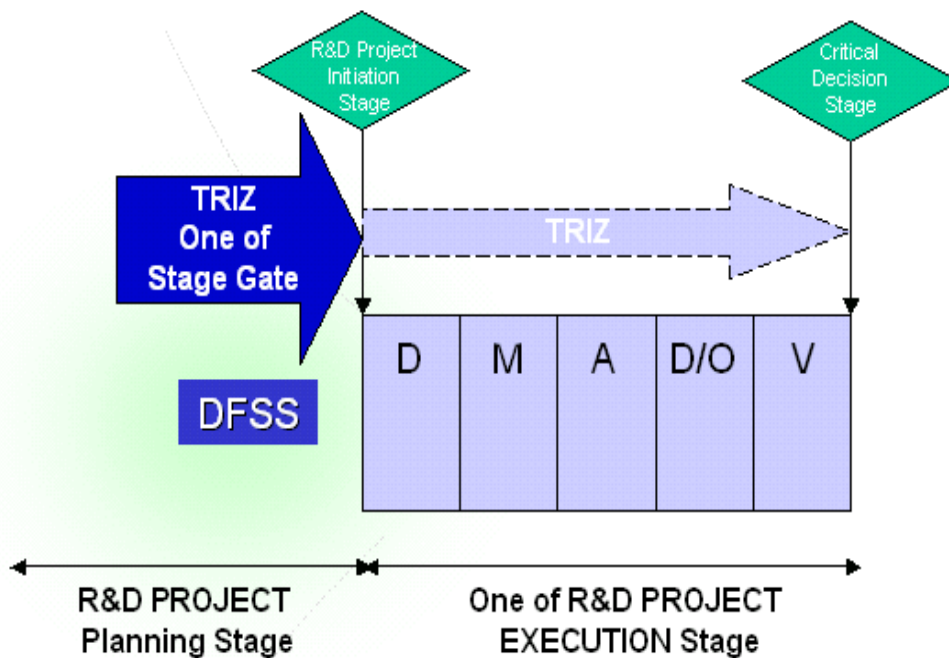 R&D Project
Initiation
Stage
Critical
Decision
Stage
TRIZ
One of
Stage Gate
TRIZ
D
M
A
D/O
V
DFSS
R&D PROJECT
Planning Stage
One of R&D PROJECT
EXECUTION Stage